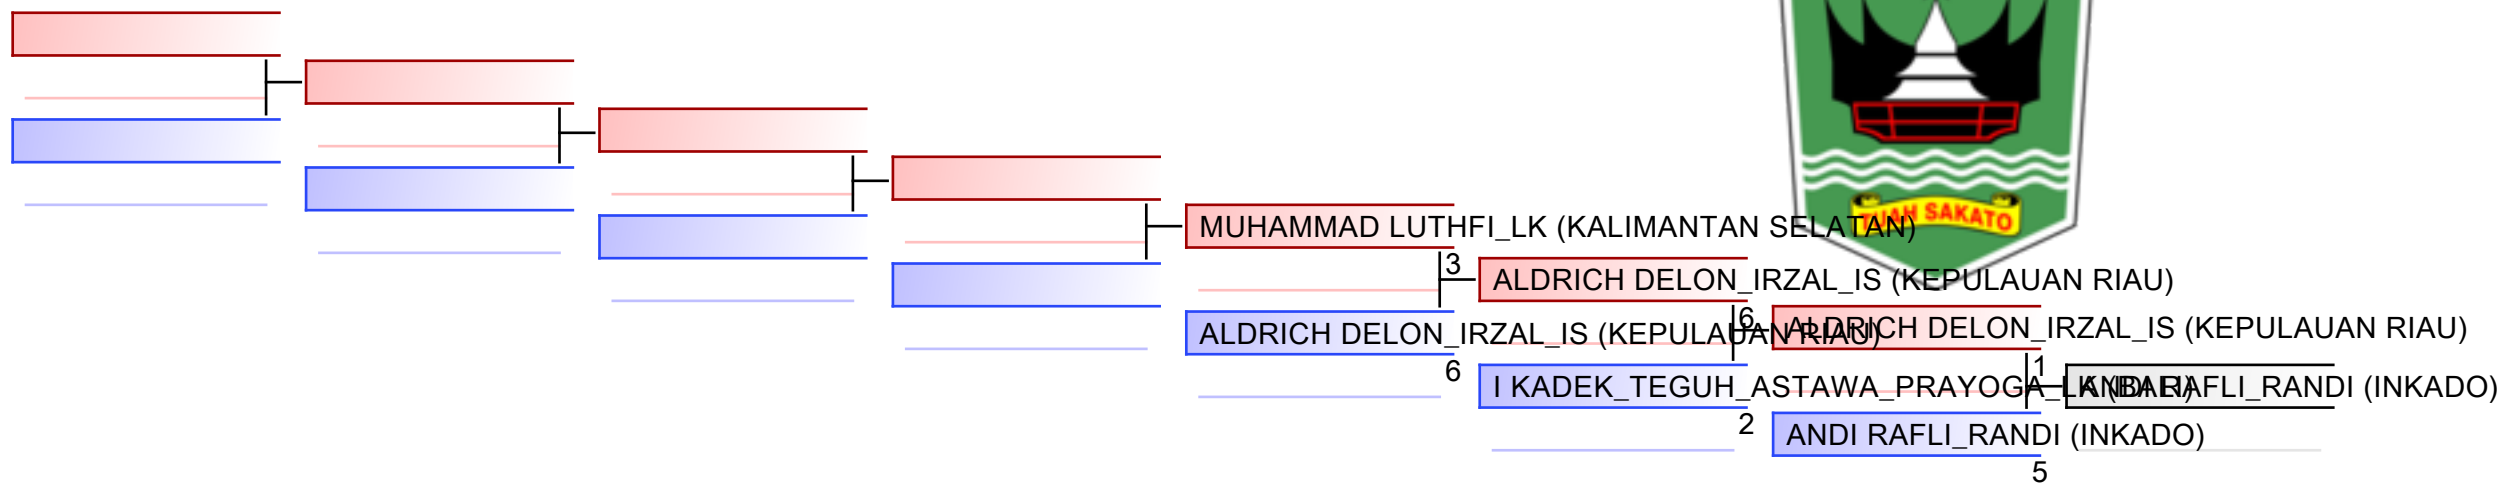 MUHAMMAD LUTHFI_LK (KALIMANTAN SELATAN)
TUAH SAKATO
3
ALDRICH DELON_IRZAL_IS (KEPULAUAN RIAU)
6
ALDRICH DELON_IRZAL_IS (KEPULAUAN RIAU)
ALDRICH DELON_IRZAL_IS (KEPULAUAN RIAU)
6
1
I KADEK_TEGUH_ASTAWA_PRAYOGA_LK (BALI)
ANDI RAFLI_RANDI (INKADO)
2
ANDI RAFLI_RANDI (INKADO)
5